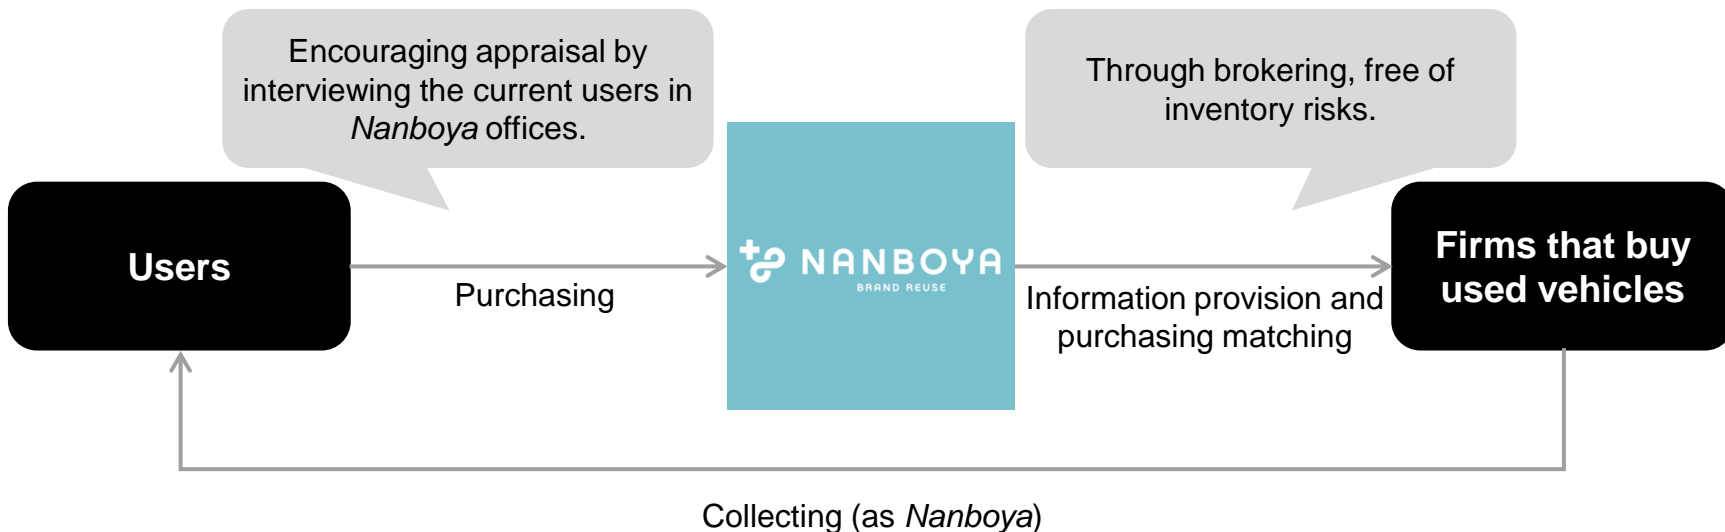 Encouraging appraisal by
interviewing the current users in
Nanboya offices.
Through brokering, free of
inventory risks.
Users
Purchasing
NANBOYA
BRAND REUSE
Information provision and
purchasing matching
Firms that buy
used vehicles
Collecting (as Nanboya)